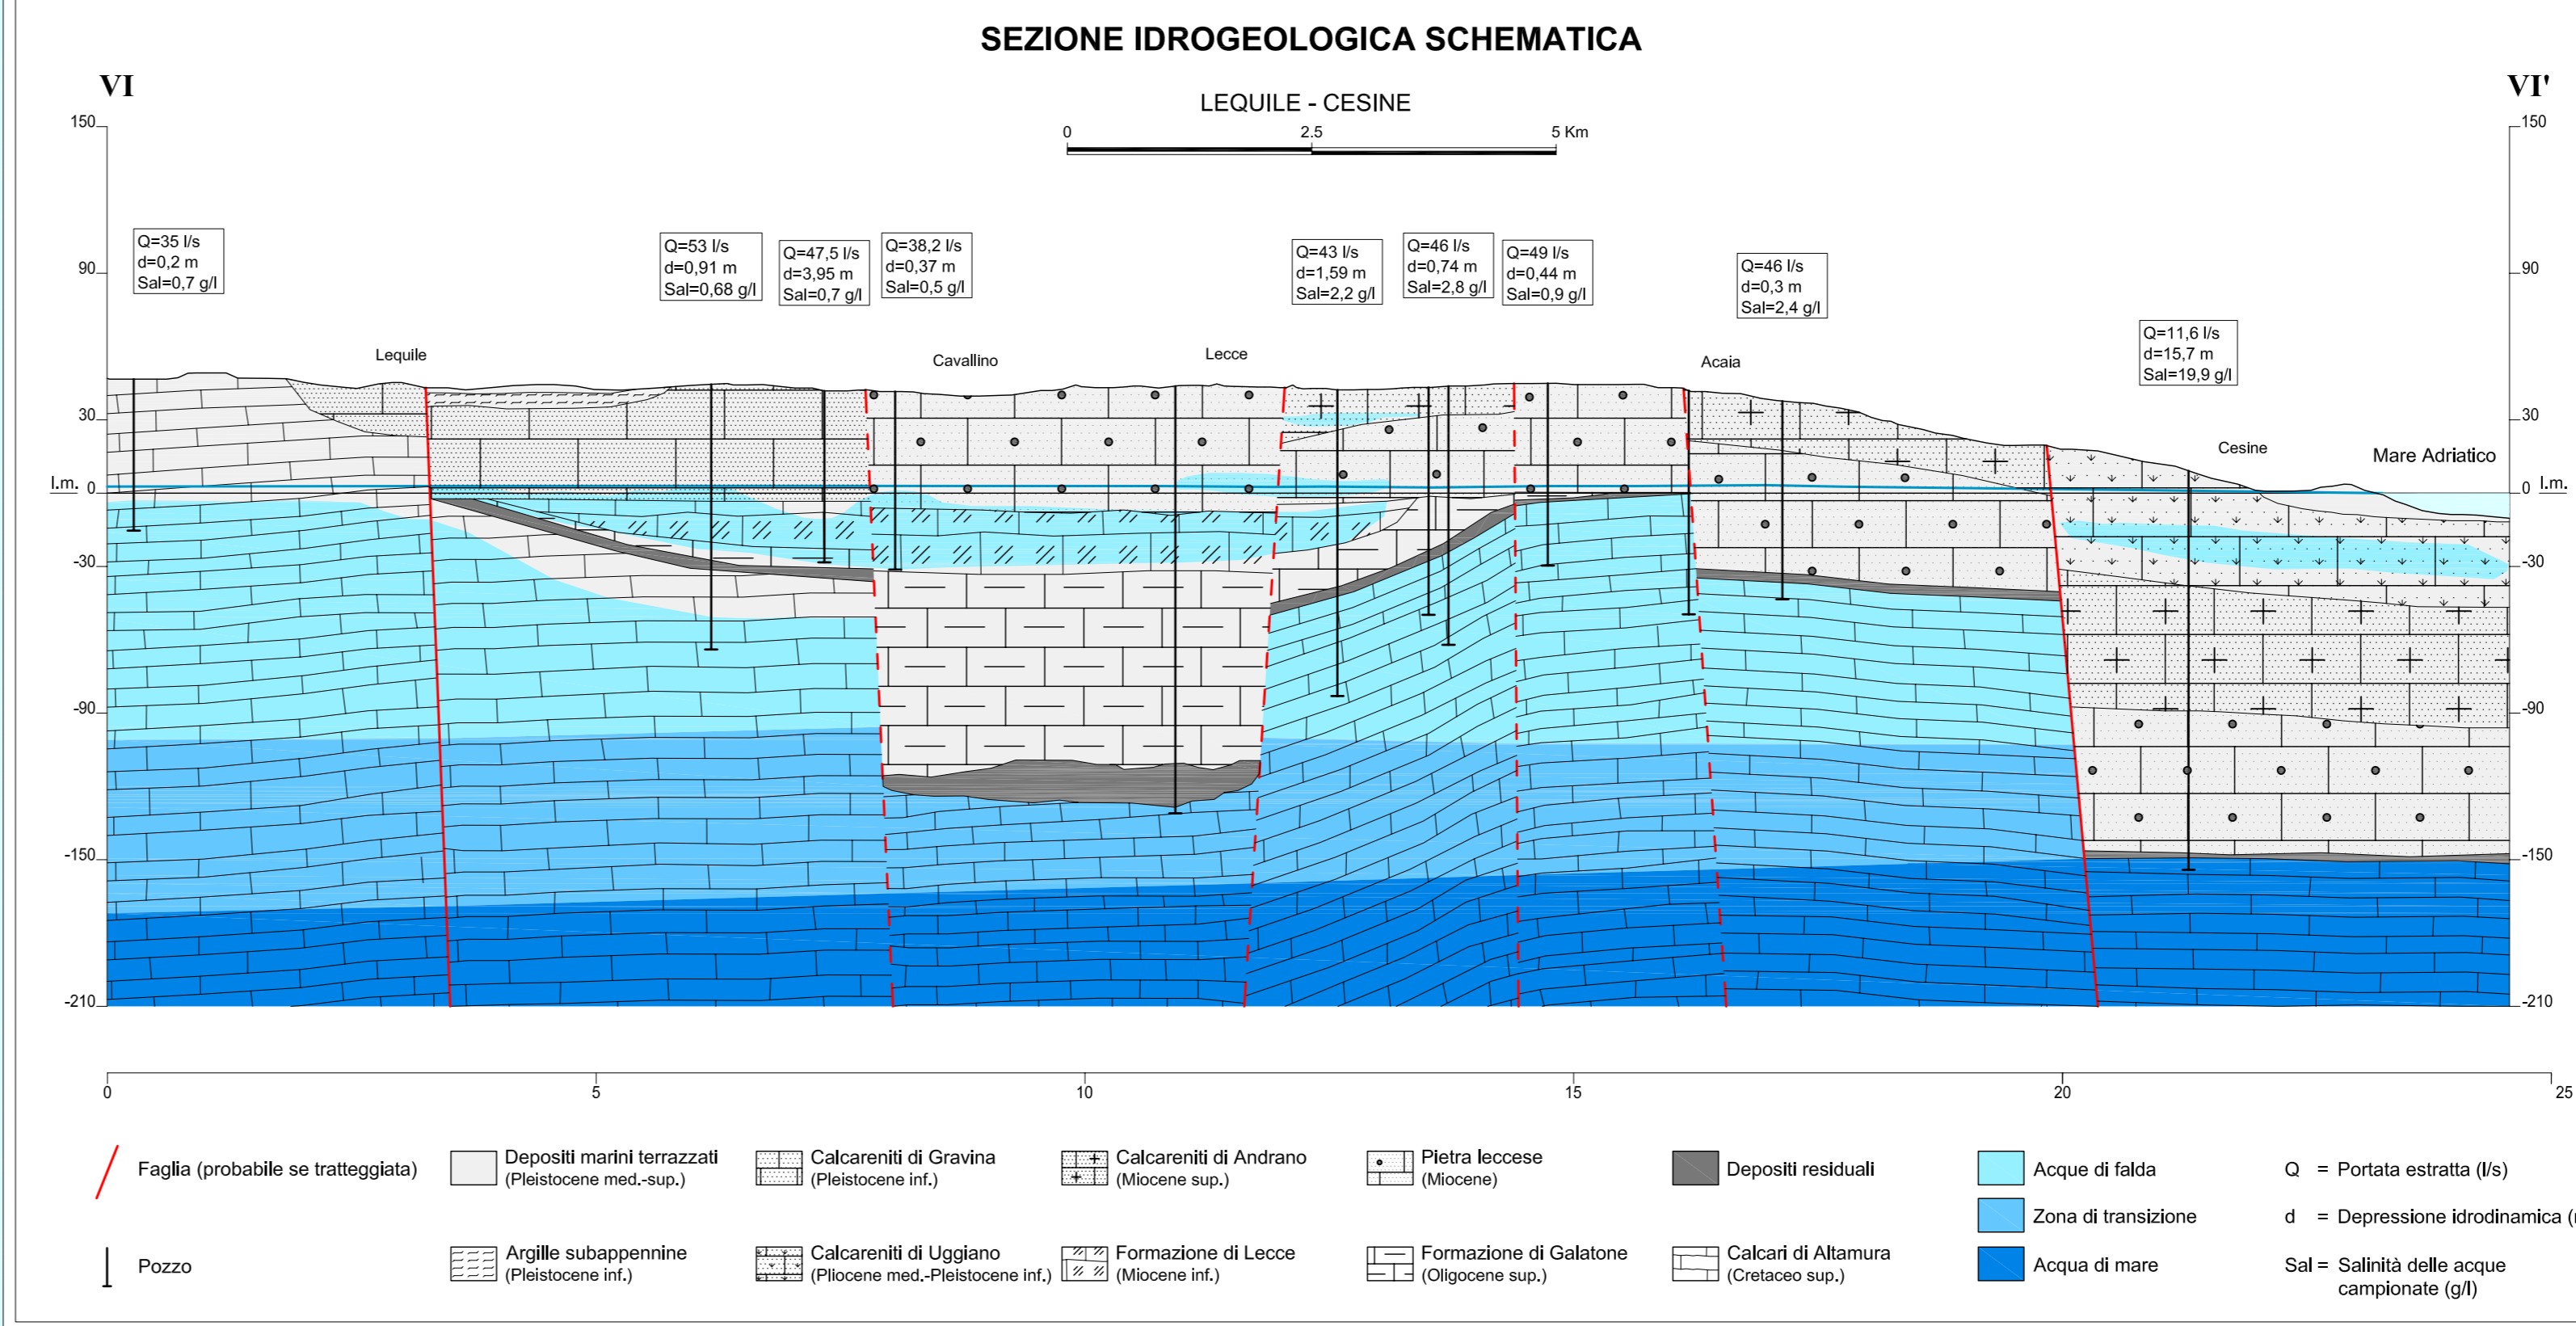 SEZIONE IDROGEOLOGICA SCHEMATICA
VI
VI'
LEQUILE - CESINE
0 2.5 5 Km
150
150
90
90
30
30
l.m. 0
0 l.m.
-30
-30
-90
-90
-150
-150
-210
-210
Q=35 l/s
d=0,2 m
Sal=0,7 g/l
Q=53 l/s
d=0,91 m
Sal=0,68 g/l
Q=47,5 l/s
d=3,95 m
Sal=0,7 g/l
Q=38,2 l/s
d=0,37 m
Sal=0,5 g/l
Q=43 l/s
d=1,59 m
Sal=2,2 g/l
Q=46 l/s
d=0,74 m
Sal=2,8 g/l
Q=49 l/s
d=0,44 m
Sal=0,9 g/l
Q=46 l/s
d=0,3 m
Sal=2,4 g/l
Q=11,6 l/s
d=15,7 m
Sal=19,9 g/l
Lequile
Cavallino
Lecce
Acaia
Cesine
Mare Adriatico
0 5 10 15 20 25
Faglia (probabile se tratteggiata)
Pozzo
Depositi marini terrazzati
(Pleistocene med.-sup.)
Argille subappennine
(Pleistocene inf.)
Calcareniti di Gravina
(Pleistocene inf.)
Calcareniti di Uggiano
(Pliocene med.-Pleistocene inf.)
Calcareniti di Andrano
(Miocene sup.)
Formazione di Lecce
(Miocene inf.)
Pietra leccese
(Miocene)
Formazione di Galatone
(Oligocene sup.)
Depositi residuali
Calcari di Altamura
(Cretaceo sup.)
Acque di falda
Zona di transizione
Acqua di mare
Q = Portata estratta (l/s)
d = Depressione idrodinamica (
Sal = Salinità delle acque
campionate (g/l)